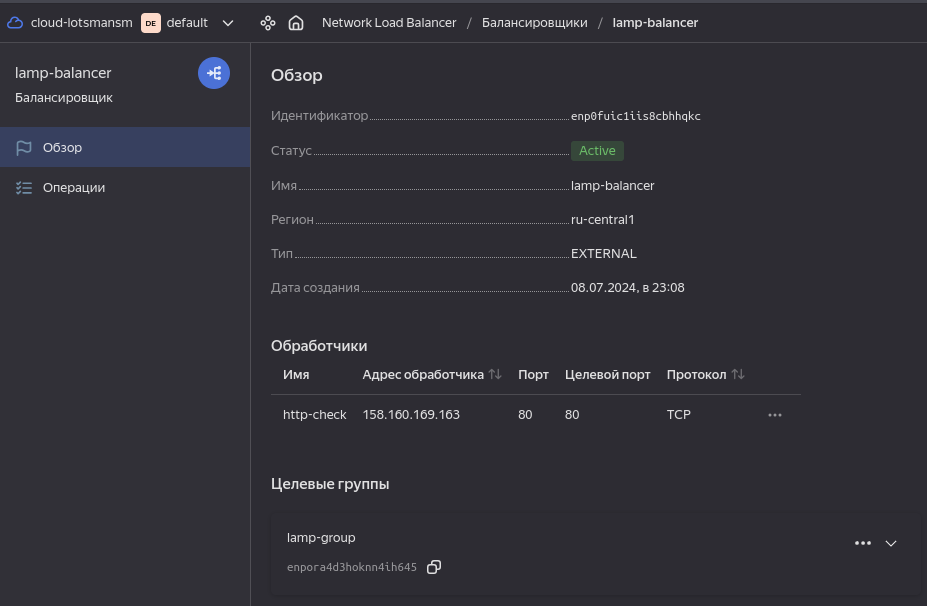 cloud-lotsmansm DE default Network Load Balancer / Балансировщики / lamp-balancer
lamp-balancer
Балансировщик
Обзор
Операции
Обзор
Идентификатор enp0fuic1iis8cbhhqkc
Статус Active
Имя lamp-balancer
Регион ru-central1
Тип EXTERNAL
Дата создания 08.07.2024, в 23:08
Обработчики
Имя Адрес обработчика Порт Целевой порт Протокол
http-check 158.160.169.163 80 80 TCP
Целевые группы
lamp-group
enpora4d3hoknn4ih645